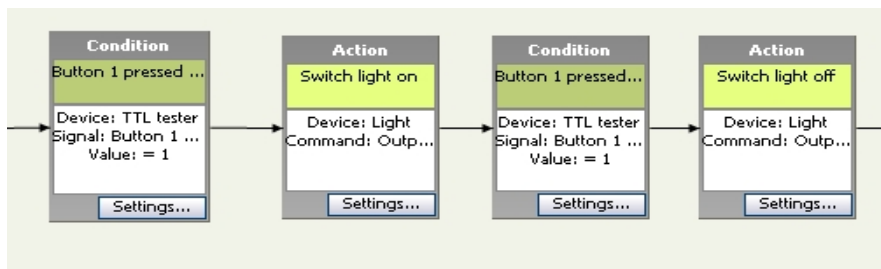 Condition
Button 1 pressed ...
Device: TTL tester
Signal: Button 1 ...
Value: = 1
Settings...
Action
Switch light on
Device: Light
Command: Outp...
Settings...
Condition
Button 1 pressed...
Device: TTL tester
Signal: Button 1 ...
Value: = 1
Settings...
Action
Switch light off
Device: Light
Command: Outp...
Settings...